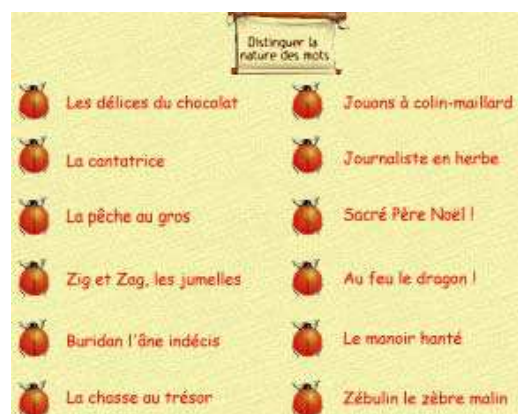 Distinguer la
nature des mots
Les délices du chocolat
La cantatrice
La pêche au gros
Zig et Zag, les jumelles
Buridan l'âne indécis
La chasse au trésor
Jouons à colin-maillard
Journaliste en herbe
Sacré Père Noël !
Au feu le dragon !
Le manoir hanté
Zébulin le zèbre malin